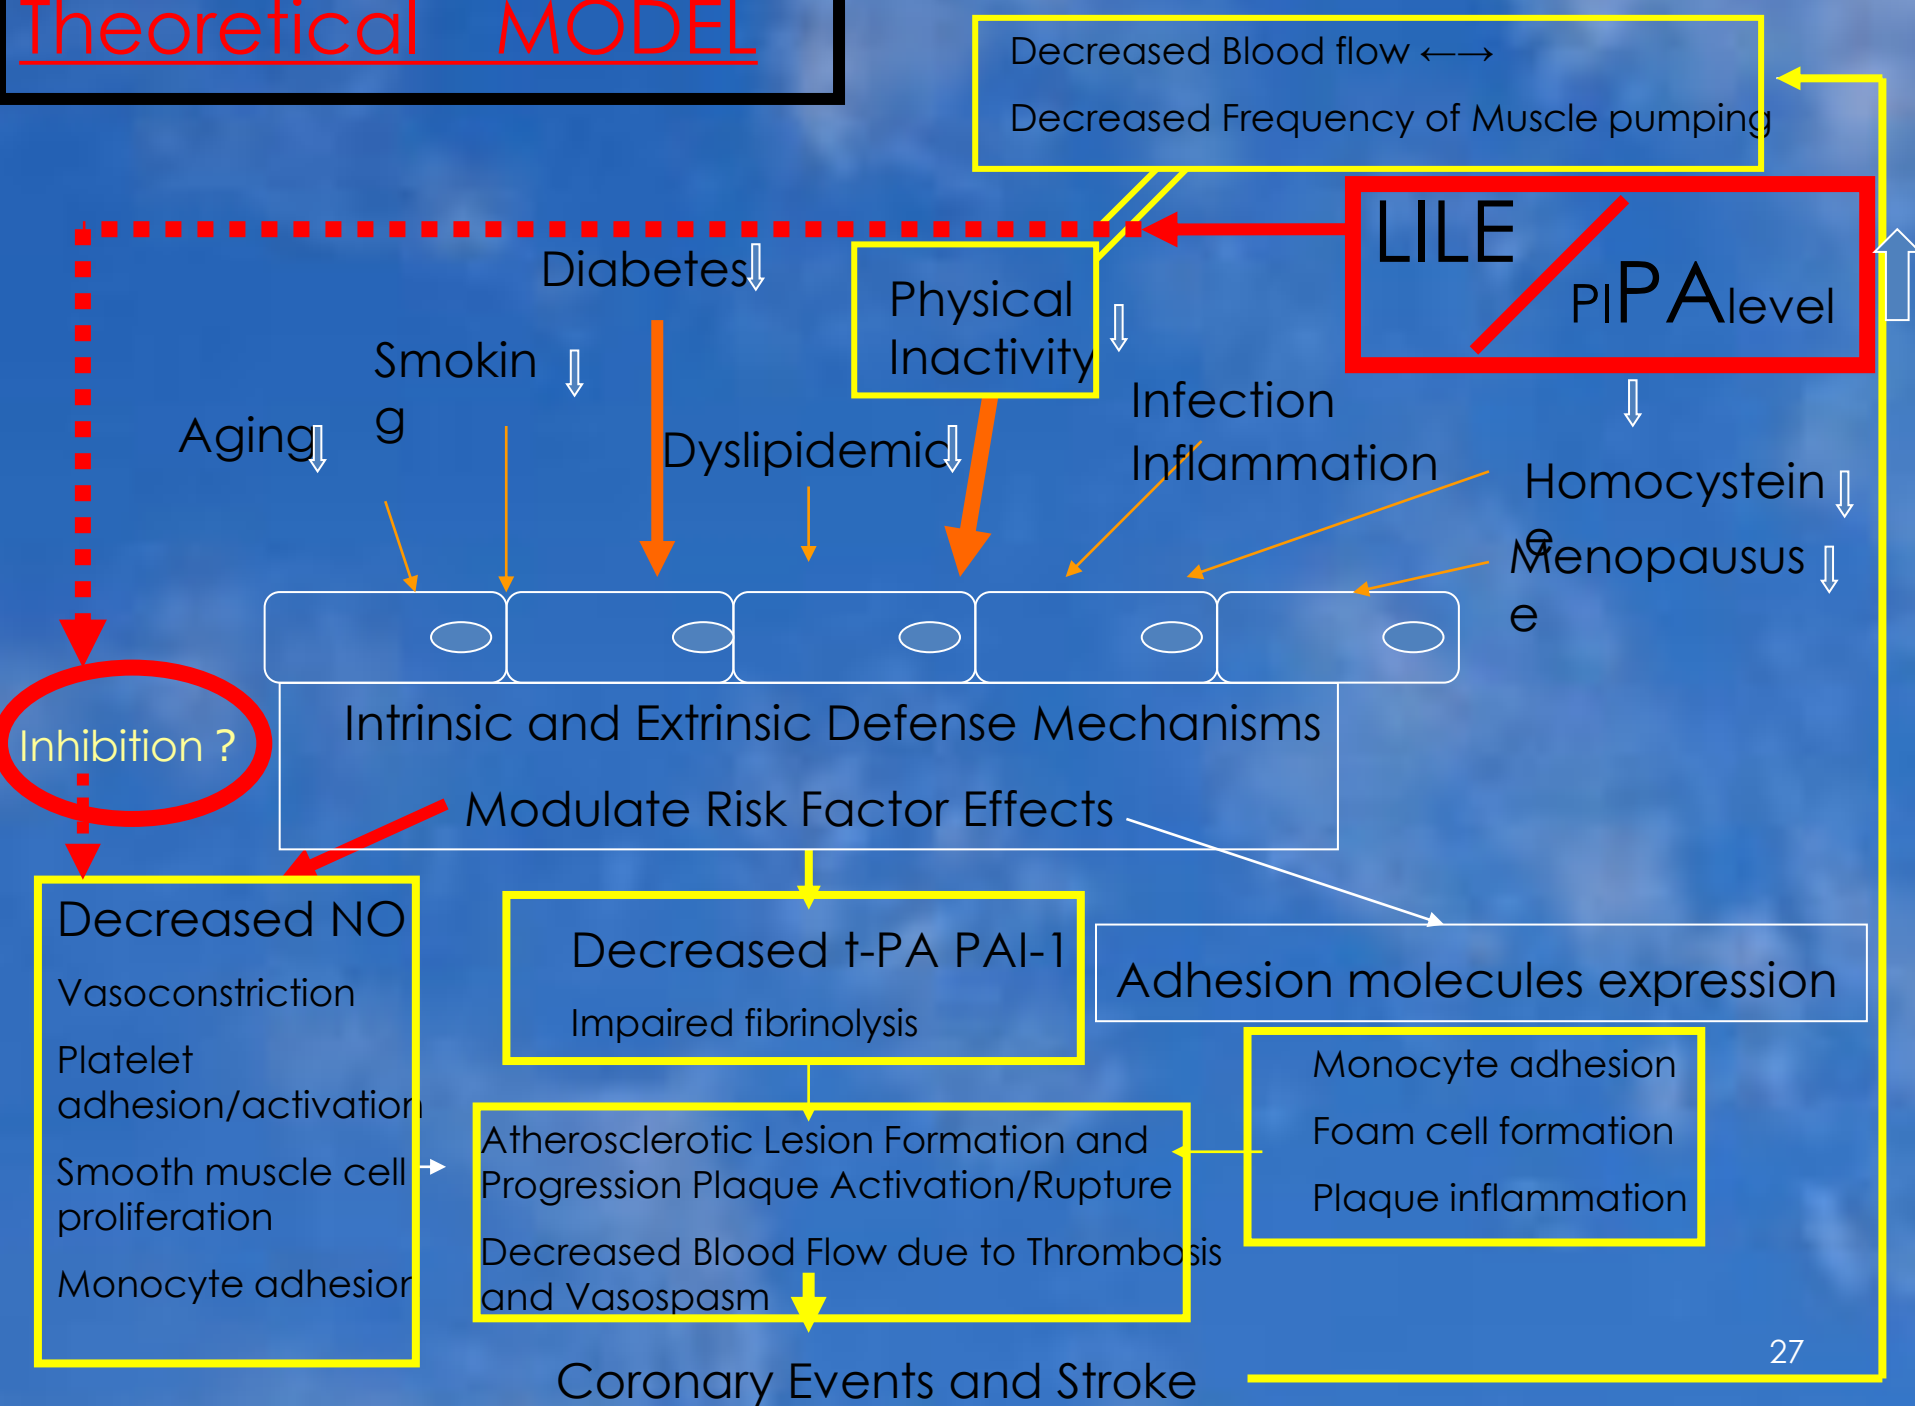 Theoretical MODEL
Decreased Blood flow ←→
Decreased Frequency of Muscle pumping
LILE
PIPAlevel
Diabetes
Physical
Inactivity
Smokin
g
Aging
Dyslipidemic
Infection
Inflammation
Homocystein
e
Menopausus
e
Intrinsic and Extrinsic Defense Mechanisms
Modulate Risk Factor Effects
Inhibition ?
Decreased NO
Vasoconstriction
Platelet
adhesion/activation
Smooth muscle cell
proliferation
Monocyte adhesion
Decreased t-PA PAI-1
Impaired fibrinolysis
Adhesion molecules expression
Monocyte adhesion
Foam cell formation
Plaque inflammation
Atherosclerotic Lesion Formation and
Progression Plaque Activation/Rupture
Decreased Blood Flow due to Thrombosis
and Vasospasm
Coronary Events and Stroke
27